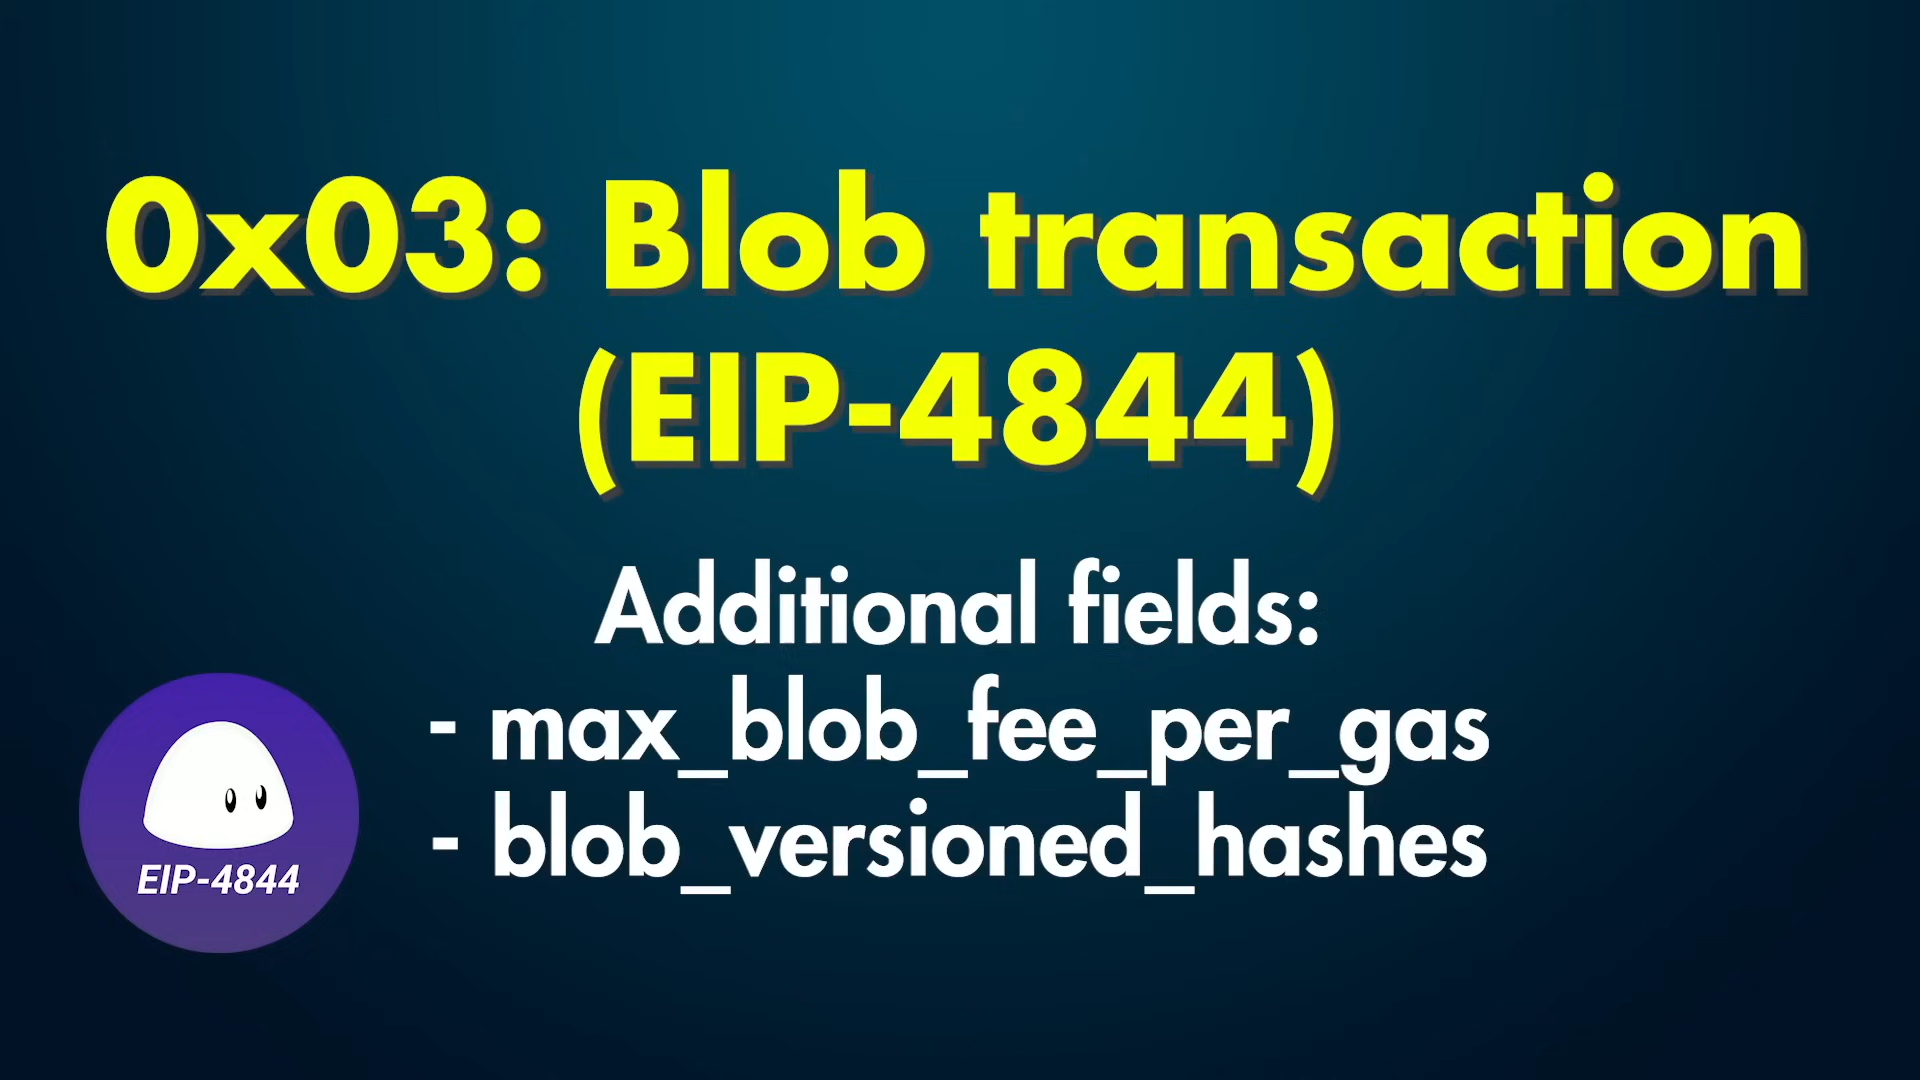 0x03: Blob transaction
(EIP-4844)
Additional fields:
- max_blob_fee_per_gas
- blob_versioned_hashes
EIP-4844